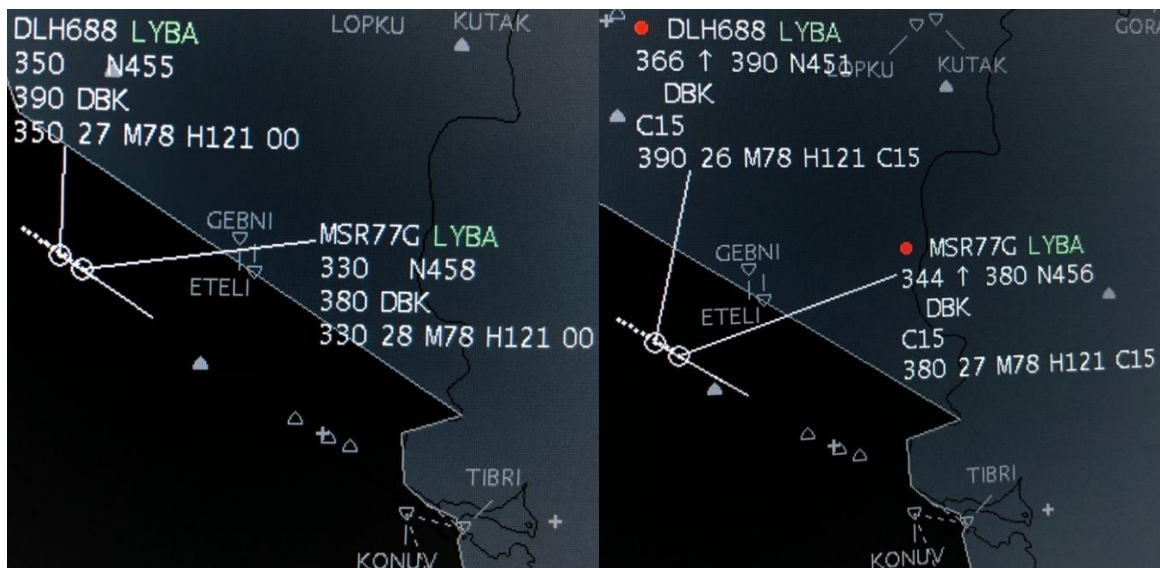 DLH688 LYBA
350 N455
390 DBK
350 27 M78 H121 00
LOPKU
KUTAK
GEBNI
ETELI
MSR77G LYBA
330 N458
380 DBK
330 28 M78 H121 00
TIBRI
KONUV
DLH688 LYBA
366 ↑ 390 N451
DBK
C15
390 26 M78 H121 C15
LOPKU
KUTAK
GORA
GEBNI
ETELI
MSR77G LYBA
344 ↑ 380 N456
DBK
C15
380 27 M78 H121 C15
TIBRI
KONUV